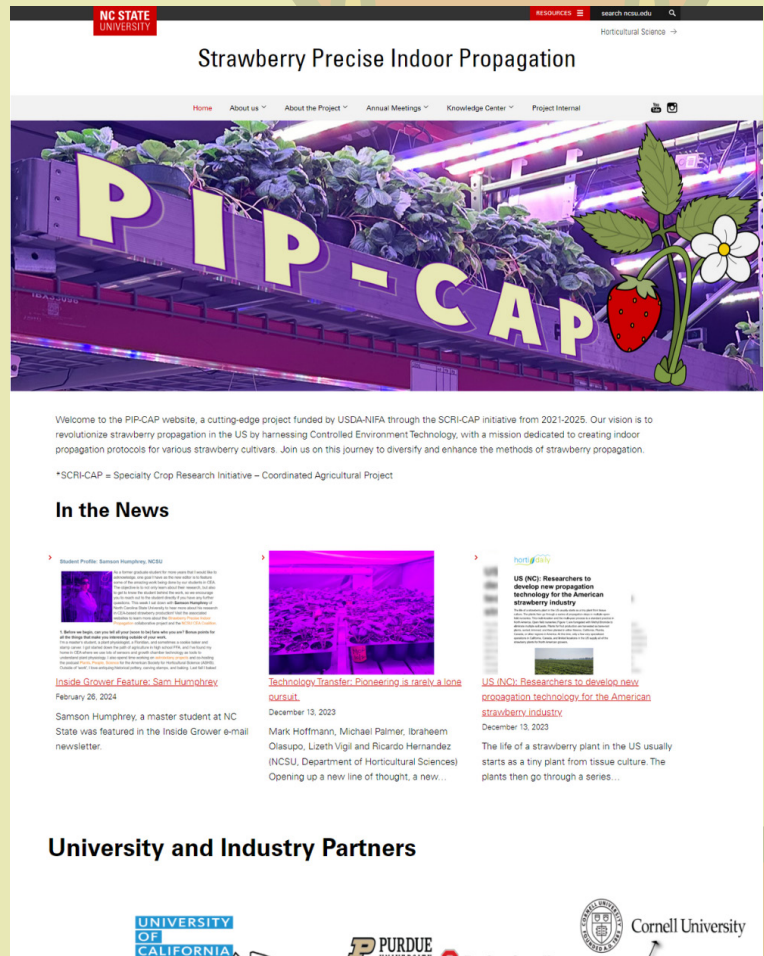 NC STATE
UNIVERSITY
RESOURCES
search ncsu.edu
Horticultural Science →
Strawberry Precise Indoor Propagation
Home About us About the Project Annual Meetings Knowledge Center Project Internal
You
Tube
PIP-CAP
Welcome to the PIP-CAP website, a cutting-edge project funded by USDA-NIFA through the SCRI-CAP initiative from 2021-2025. Our vision is to
revolutionize strawberry propagation in the US by harnessing Controlled Environment Technology, with a mission dedicated to creating indoor
propagation protocols for various strawberry cultivars. Join us on this journey to diversify and enhance the methods of strawberry propagation.
*SCRI-CAP = Specialty Crop Research Initiative – Coordinated Agricultural Project
In the News
Student Profile: Samson Humphrey, NCSU
Inside Grower Feature: Sam Humphrey
February 26, 2024
Samson Humphrey, a master student at NC
State was featured in the Inside Grower e-mail
newsletter.
Technology Transfer: Pioneering is rarely a lone
pursuit
December 13, 2023
Mark Hoffmann, Michael Palmer, Ibraheem
Olasupo, Lizeth Vigil and Ricardo Hernandez
(NCSU, Department of Horticultural Sciences)
Opening up a new line of thought, a new…
hortidaily
US (NC): Researchers to
develop new propagation
technology for the American
strawberry industry
US (NC): Researchers to develop new
propagation technology for the American
strawberry industry
December 13, 2023
The life of a strawberry plant in the US usually
starts as a tiny plant from tissue culture. The
plants then go through a series…
University and Industry Partners
UNIVERSITY
OF
CALIFORNIA
PURDUE
UNIVERSITY
Cornell University